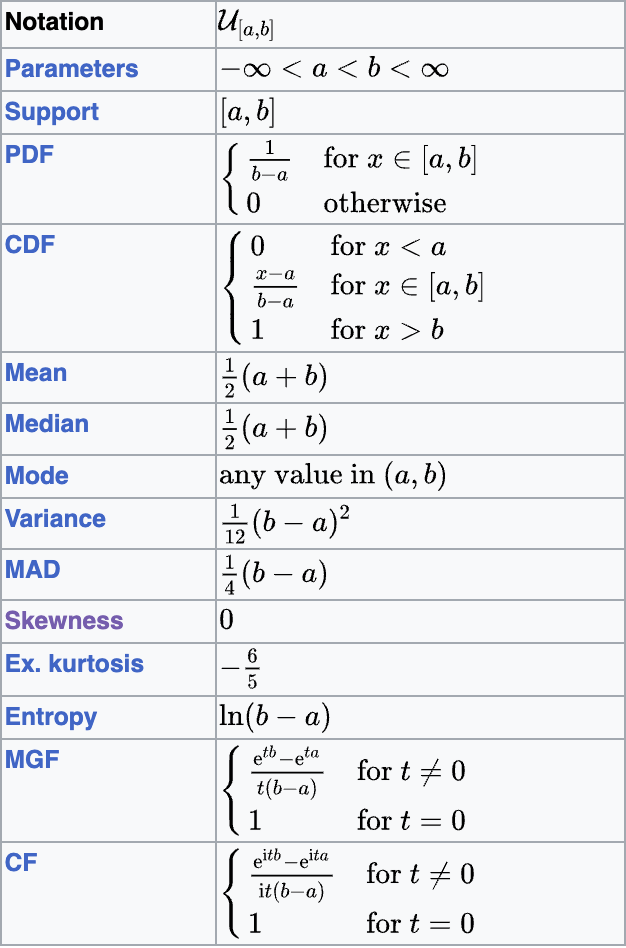 Notation 𝒰[a,b]
Parameters −∞ < a < b < ∞
Support [a, b]
PDF { 1/(b−a) for x ∈ [a, b]
0 otherwise
CDF { 0 for x < a
(x−a)/(b−a) for x ∈ [a, b]
1 for x > b
Mean 1/2 (a + b)
Median 1/2 (a + b)
Mode any value in (a, b)
Variance 1/12 (b − a)²
MAD 1/4 (b − a)
Skewness 0
Ex. kurtosis −6/5
Entropy ln(b − a)
MGF { (e^{tb}−e^{ta})/(t(b−a)) for t ≠ 0
1 for t = 0
CF { (e^{itb}−e^{ita})/(it(b−a)) for t ≠ 0
1 for t = 0